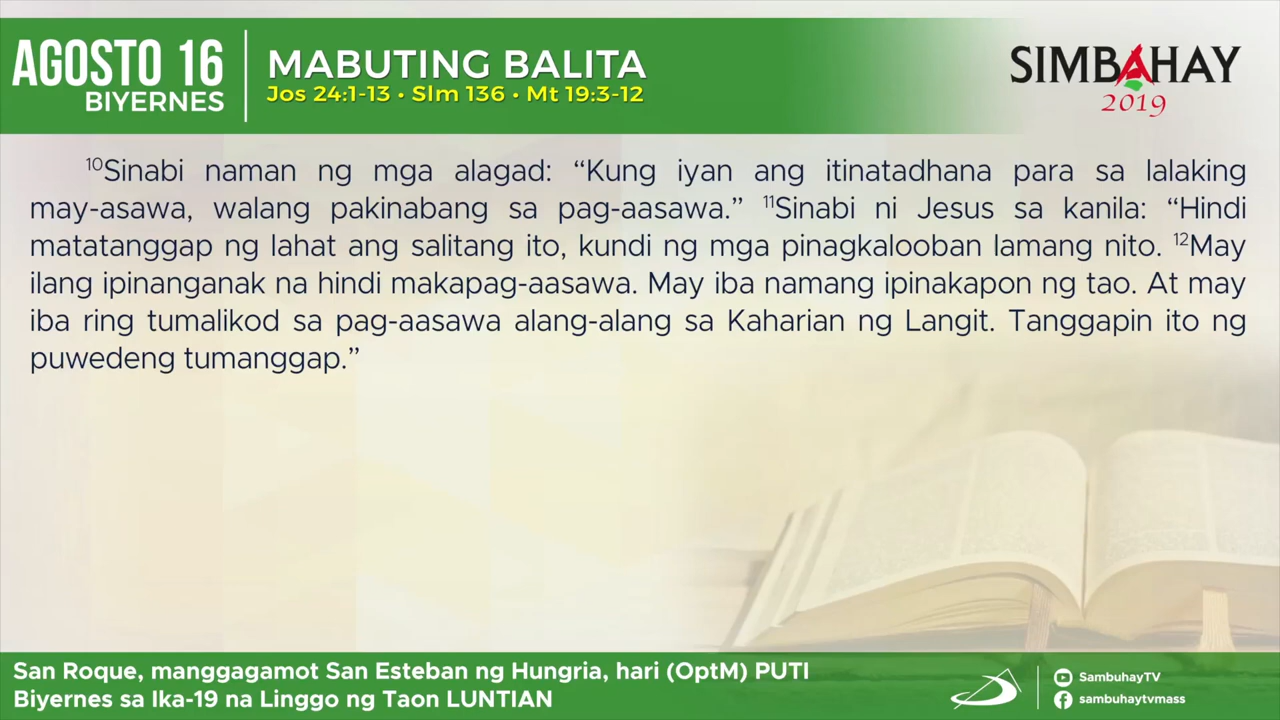 AGOSTO 16
BIYERNES
MABUTING BALITA
Jos 24:1-13 • Slm 136 • Mt 19:3-12
SIMBAHAY
2019
¹⁰Sinabi naman ng mga alagad: “Kung iyan ang itinatadhana para sa lalaking
may-asawa, walang pakinabang sa pag-aasawa.” ¹¹Sinabi ni Jesus sa kanila: “Hindi
matatanggap ng lahat ang salitang ito, kundi ng mga pinagkalooban lamang nito. ¹²May
ilang ipinanganak na hindi makapag-aasawa. May iba namang ipinakapon ng tao. At may
iba ring tumalikod sa pag-aasawa alang-alang sa Kaharian ng Langit. Tanggapin ito ng
puwedeng tumanggap.”
San Roque, manggagamot San Esteban ng Hungria, hari (OptM) PUTI
Biyernes sa Ika-19 na Linggo ng Taon LUNTIAN
SambuhayTV
sambuhaytvmass